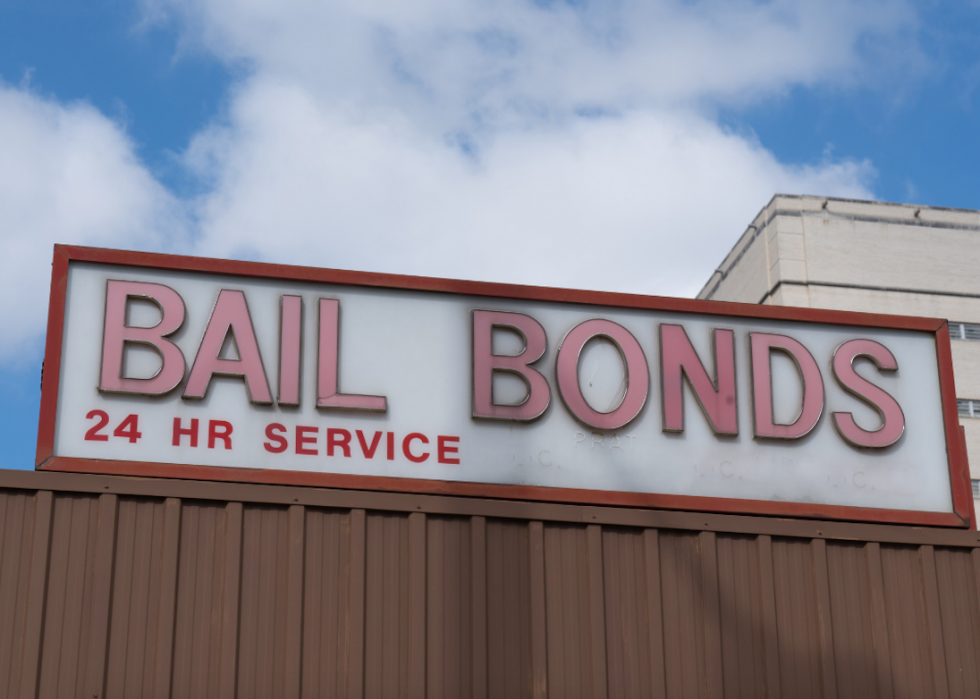 BAIL BONDS
24 HR SERVICE